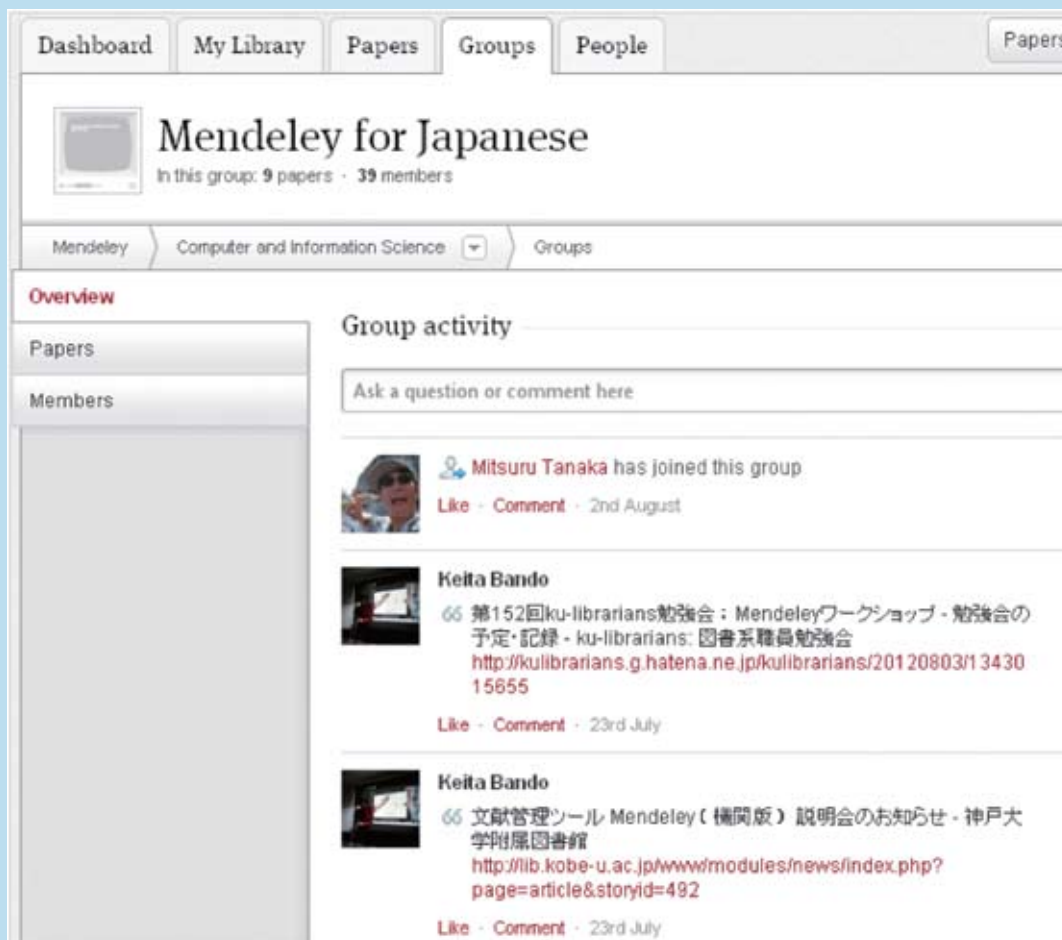 Dashboard My Library Papers Groups People Papers
Mendeley for Japanese
In this group: 9 papers · 39 members
Mendeley Computer and Information Science Groups
Overview
Papers
Members
Group activity
Ask a question or comment here
Mitsuru Tanaka has joined this group
Like · Comment · 2nd August
Keita Bando
第152回ku-librarians勉強会：Mendeleyワークショップ - 勉強会の
予定・記録 - ku-librarians: 図書系職員勉強会
http://kulibrarians.g.hatena.ne.jp/kulibrarians/20120803/13430
15655
Like · Comment · 23rd July
Keita Bando
文献管理ツール Mendeley（機関版）説明会のお知らせ - 神戸大
学附属図書館
http://lib.kobe-u.ac.jp/www/modules/news/index.php?
page=article&storyid=492
Like · Comment · 23rd July